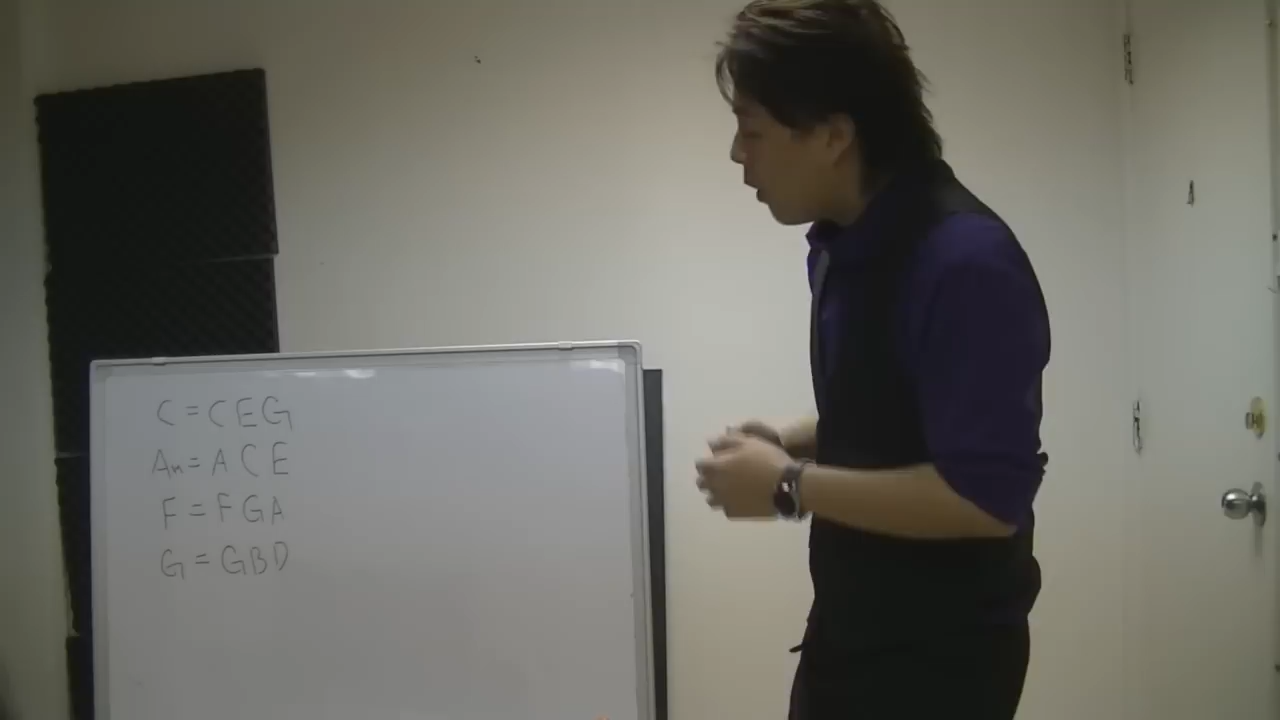 C = C E G
Am = A C E
F = F G A
G = G B D